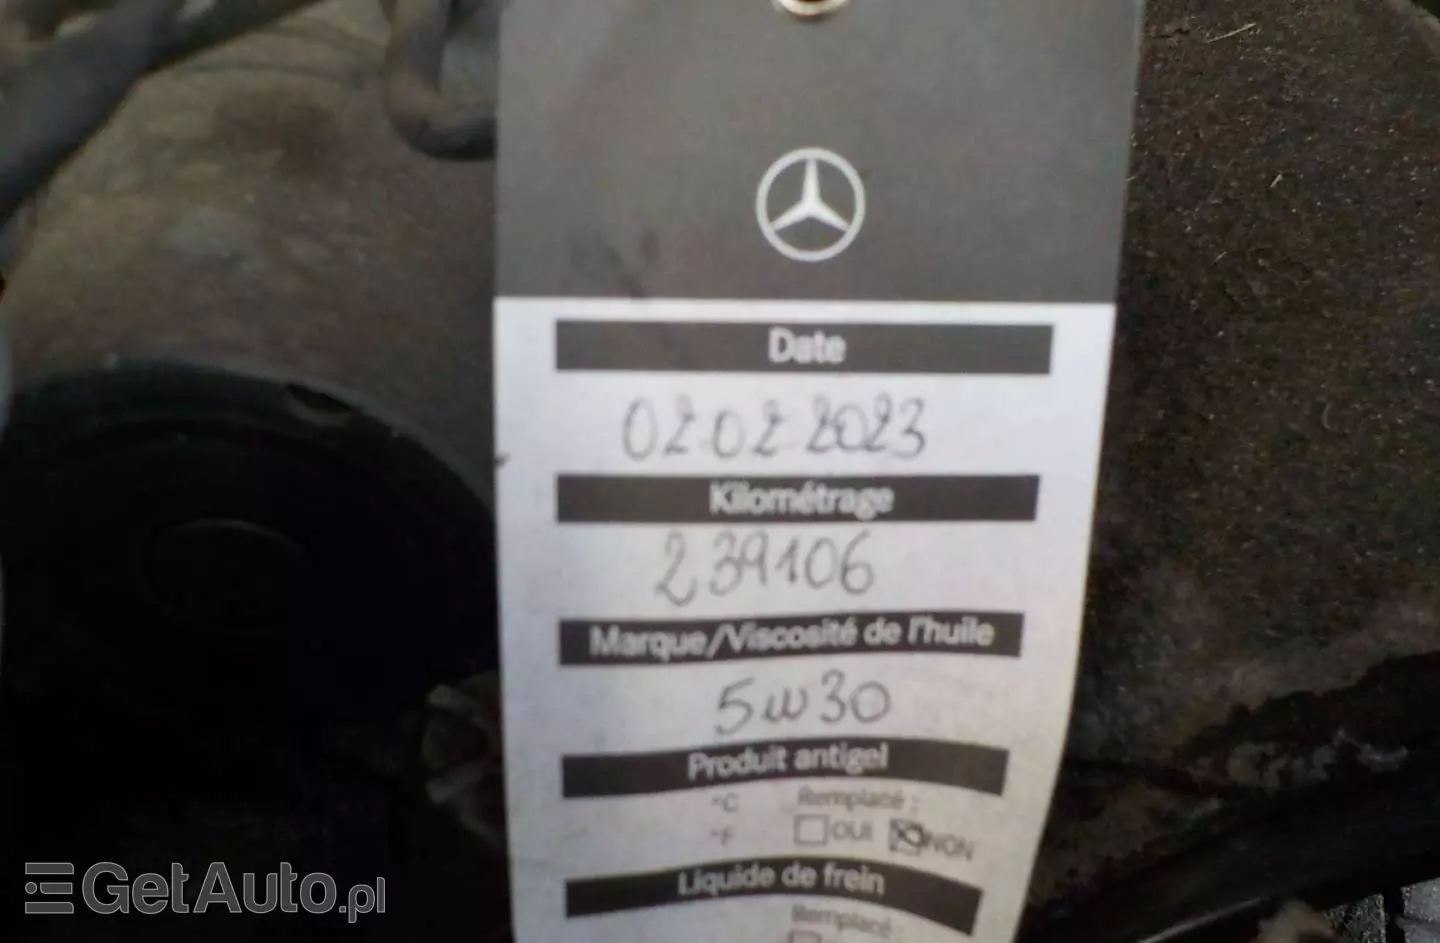 Date
02 02 2023
Kilométrage
239106
Marque/Viscosité de l'huile
5w30
Produit antigel
°C Remplacé :
°F OUI NON
Liquide de frein
Remplacé :
GetAuto.pl